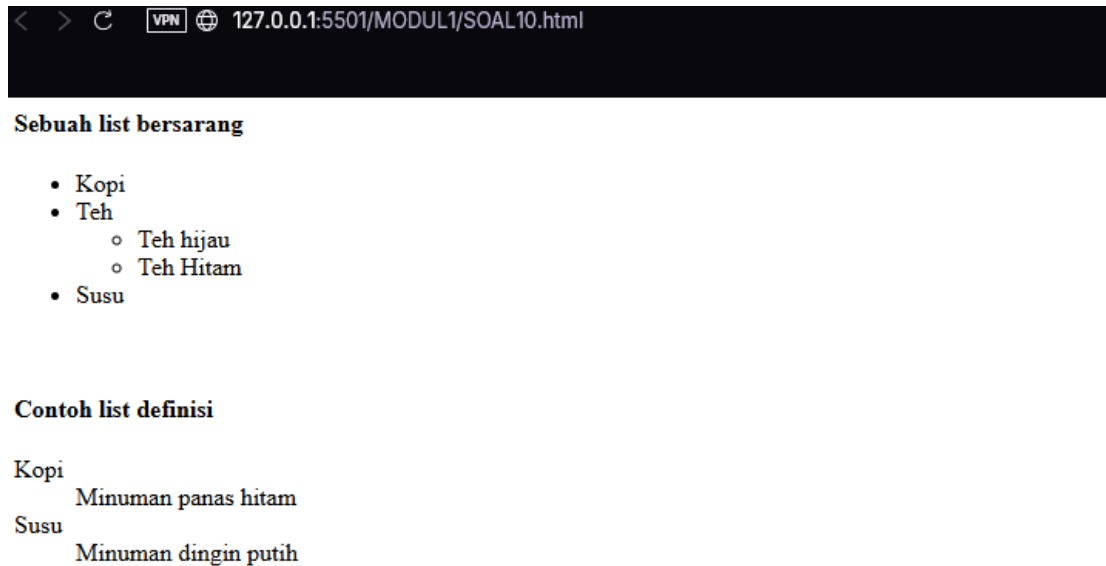 VPN 127.0.0.1:5501/MODUL1/SOAL10.html
Sebuah list bersarang
Kopi
Teh
Teh hijau
Teh Hitam
Susu
Contoh list definisi
Kopi
Minuman panas hitam
Susu
Minuman dingin putih